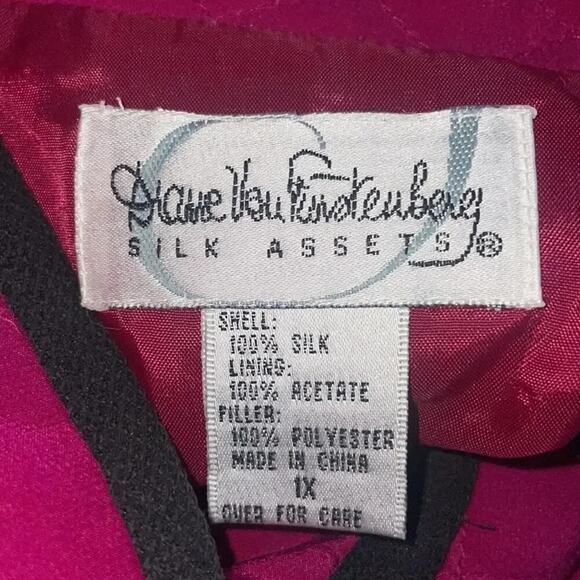 Diane Von Furstenberg
SILK ASSETS®
SHELL:
100% SILK
LINING:
100% ACETATE
FILLER:
100% POLYESTER
MADE IN CHINA
1X
OVER FOR CARE